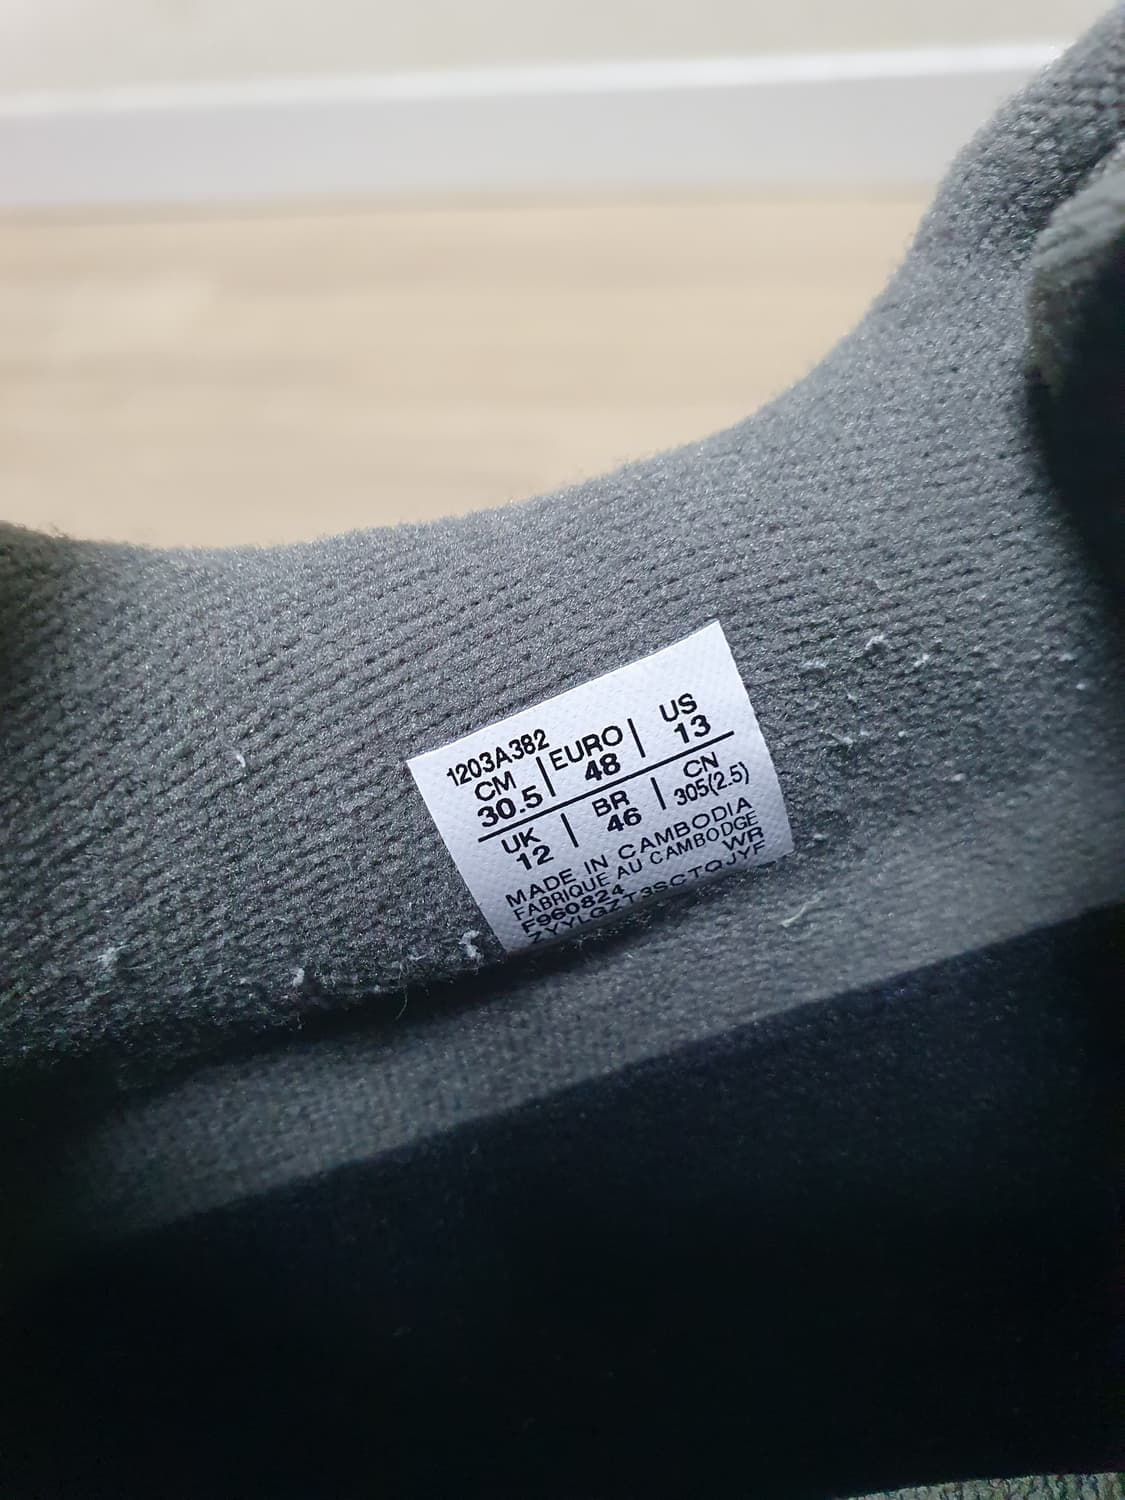 1203A382
CM | EURO | US
30.5 | 48 | 13
UK | BR | CN
12 | 46 | 305(2.5)
MADE IN CAMBODIA
FABRIQUE AU CAMBODGE
F960824 WR
ZYYLGZT3SCTQJYF